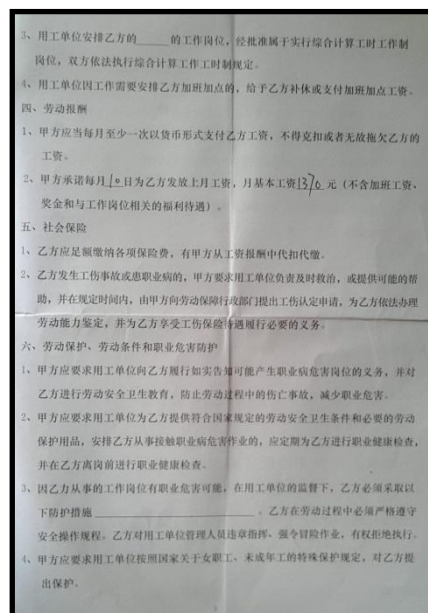 3、用工单位安排乙方的______的工作岗位，经批准属于实行综合计算工时工作制
岗位，双方依法执行综合计算工作工时制规定。
4、用工单位因工作需要安排乙方加班加点的，给予乙方补休或支付加班加点工资。
四、劳动报酬
1、甲方应当每月至少一次以货币形式支付乙方工资，不得克扣或者无故拖欠乙方的
工资。
2、甲方承诺每月10日为乙方发放上月工资，月基本工资1370元（不含加班工资、
奖金和与工作岗位相关的福利待遇）。
五、社会保险
1、乙方应足额缴纳各项保险费，有甲方从工资报酬中代扣代缴。
2、乙方发生工伤事故或患职业病的，甲方要求用工单位负责及时救治，或提供可能的帮
助，并在规定时间内，由甲方向劳动保障行政部门提出工伤认定申请，为乙方依法办理
劳动能力鉴定，并为乙方享受工伤保险待遇履行必要的义务。
六、劳动保护、劳动条件和职业危害防护
1、甲方应要求用工单位向乙方履行如实告知可能产生职业病危害岗位的义务，并对
乙方进行劳动安全卫生教育，防止劳动过程中的伤亡事故，减少职业危害。
2、甲方应要求用工单位为乙方提供符合国家规定的劳动安全卫生条件和必要的劳动
保护用品，安排乙方从事接触职业病危害作业的，应定期为乙方进行职业健康检查，
并在乙方离岗前进行职业健康检查。
3、因乙方从事的工作岗位有职业危害可能，在用工单位的监督下，乙方必须采取以
下防护措施____________________。乙方在劳动过程中必须严格遵守
安全操作规程。乙方对用工单位管理人员违章指挥、强令冒险作业，有权拒绝执行。
4、甲方应要求用工单位按照国家关于女职工、未成年工的特殊保护规定，对乙方提
出保护。